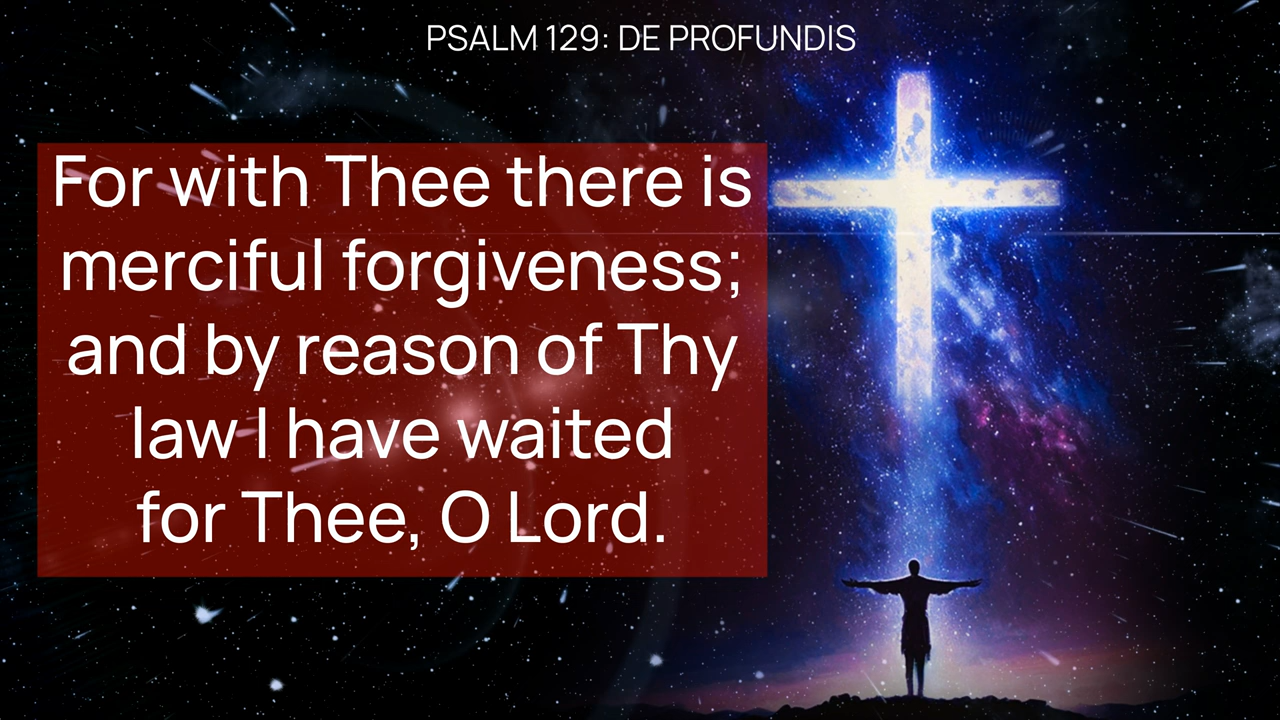 PSALM 129: DE PROFUNDIS
For with Thee there is
merciful forgiveness;
and by reason of Thy
law I have waited
for Thee, O Lord.